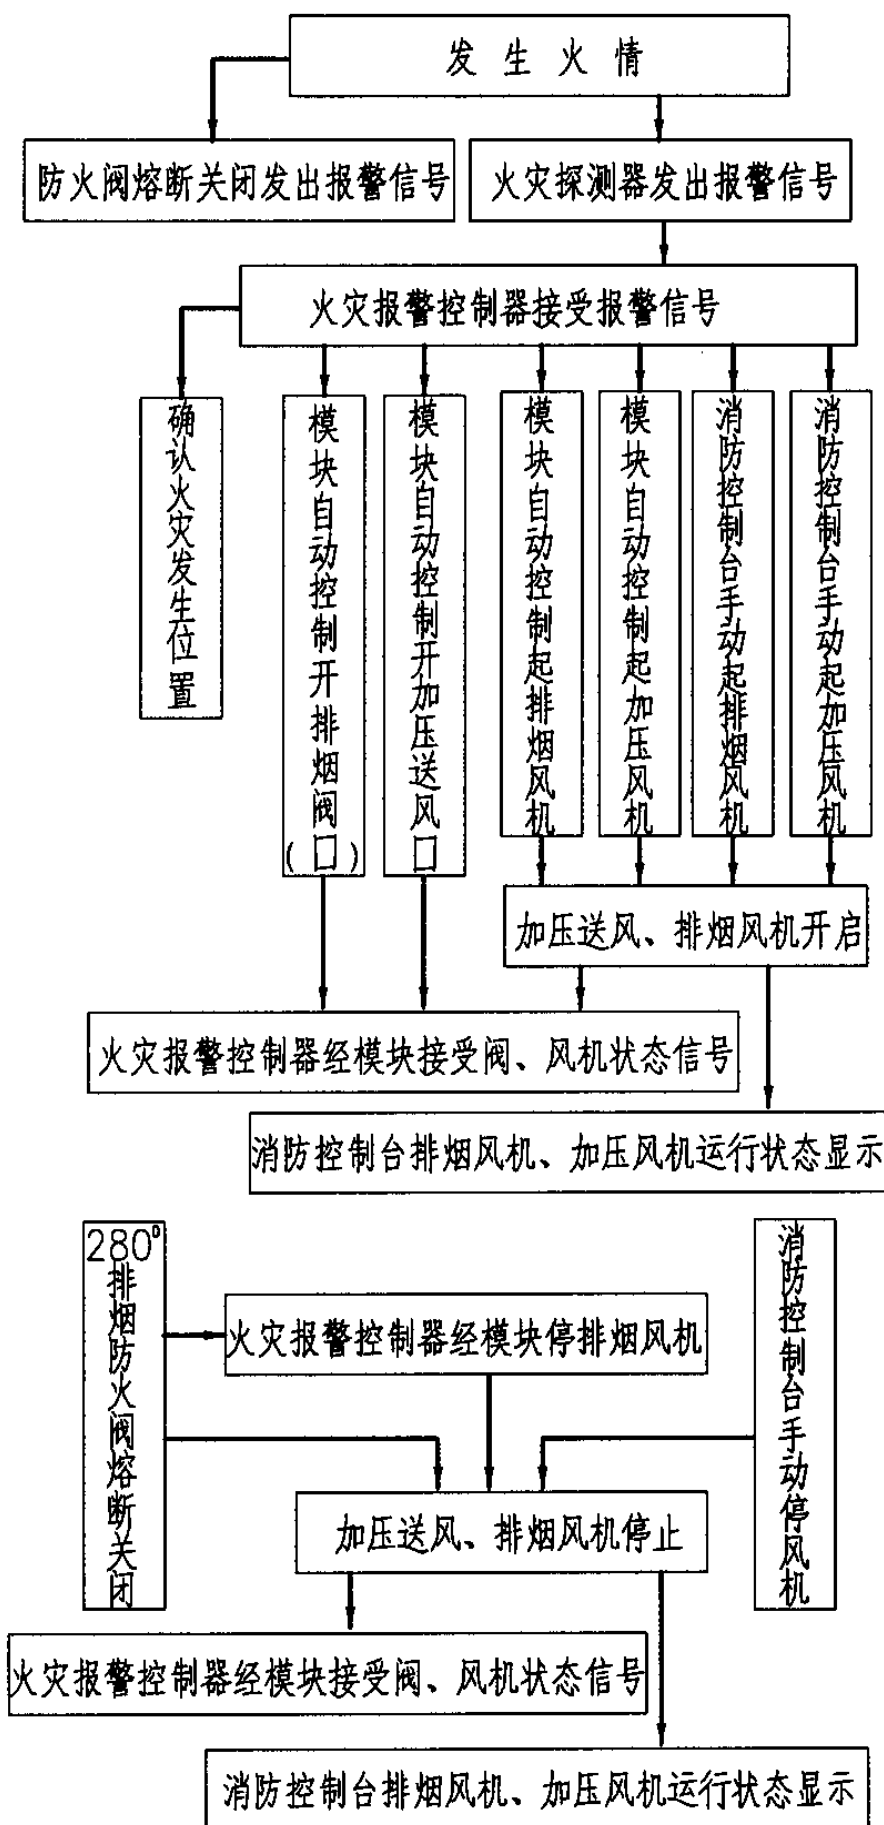 发生火情
防火阀熔断关闭发出报警信号
火灾探测器发出报警信号
火灾报警控制器接受报警信号
确认火灾发生位置
模块自动控制开排烟阀(口)
模块自动控制开加压送风口
模块自动控制起排烟风机
模块自动控制起加压风机
消防控制台手动起排烟风机
消防控制台手动起加压风机
加压送风、排烟风机开启
火灾报警控制器经模块接受阀、风机状态信号
消防控制台排烟风机、加压风机运行状态显示
280°排烟防火阀熔断关闭
火灾报警控制器经模块停排烟风机
消防控制台手动停风机
加压送风、排烟风机停止
火灾报警控制器经模块接受阀、风机状态信号
消防控制台排烟风机、加压风机运行状态显示